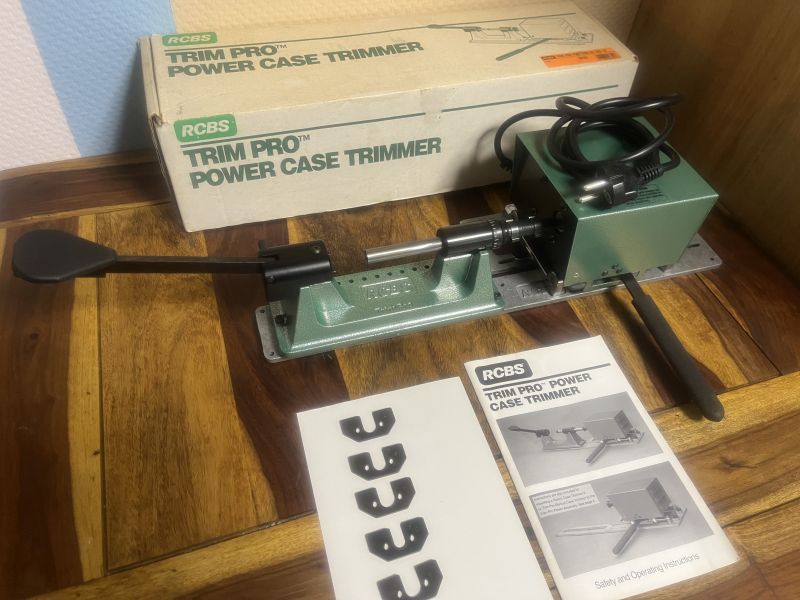 RCBS
TRIM PRO™
POWER CASE TRIMMER
RCBS
TRIM PRO™
POWER CASE TRIMMER
RCBS
RCBS
TRIM PRO™ POWER
CASE TRIMMER
Safety and Operating Instructions